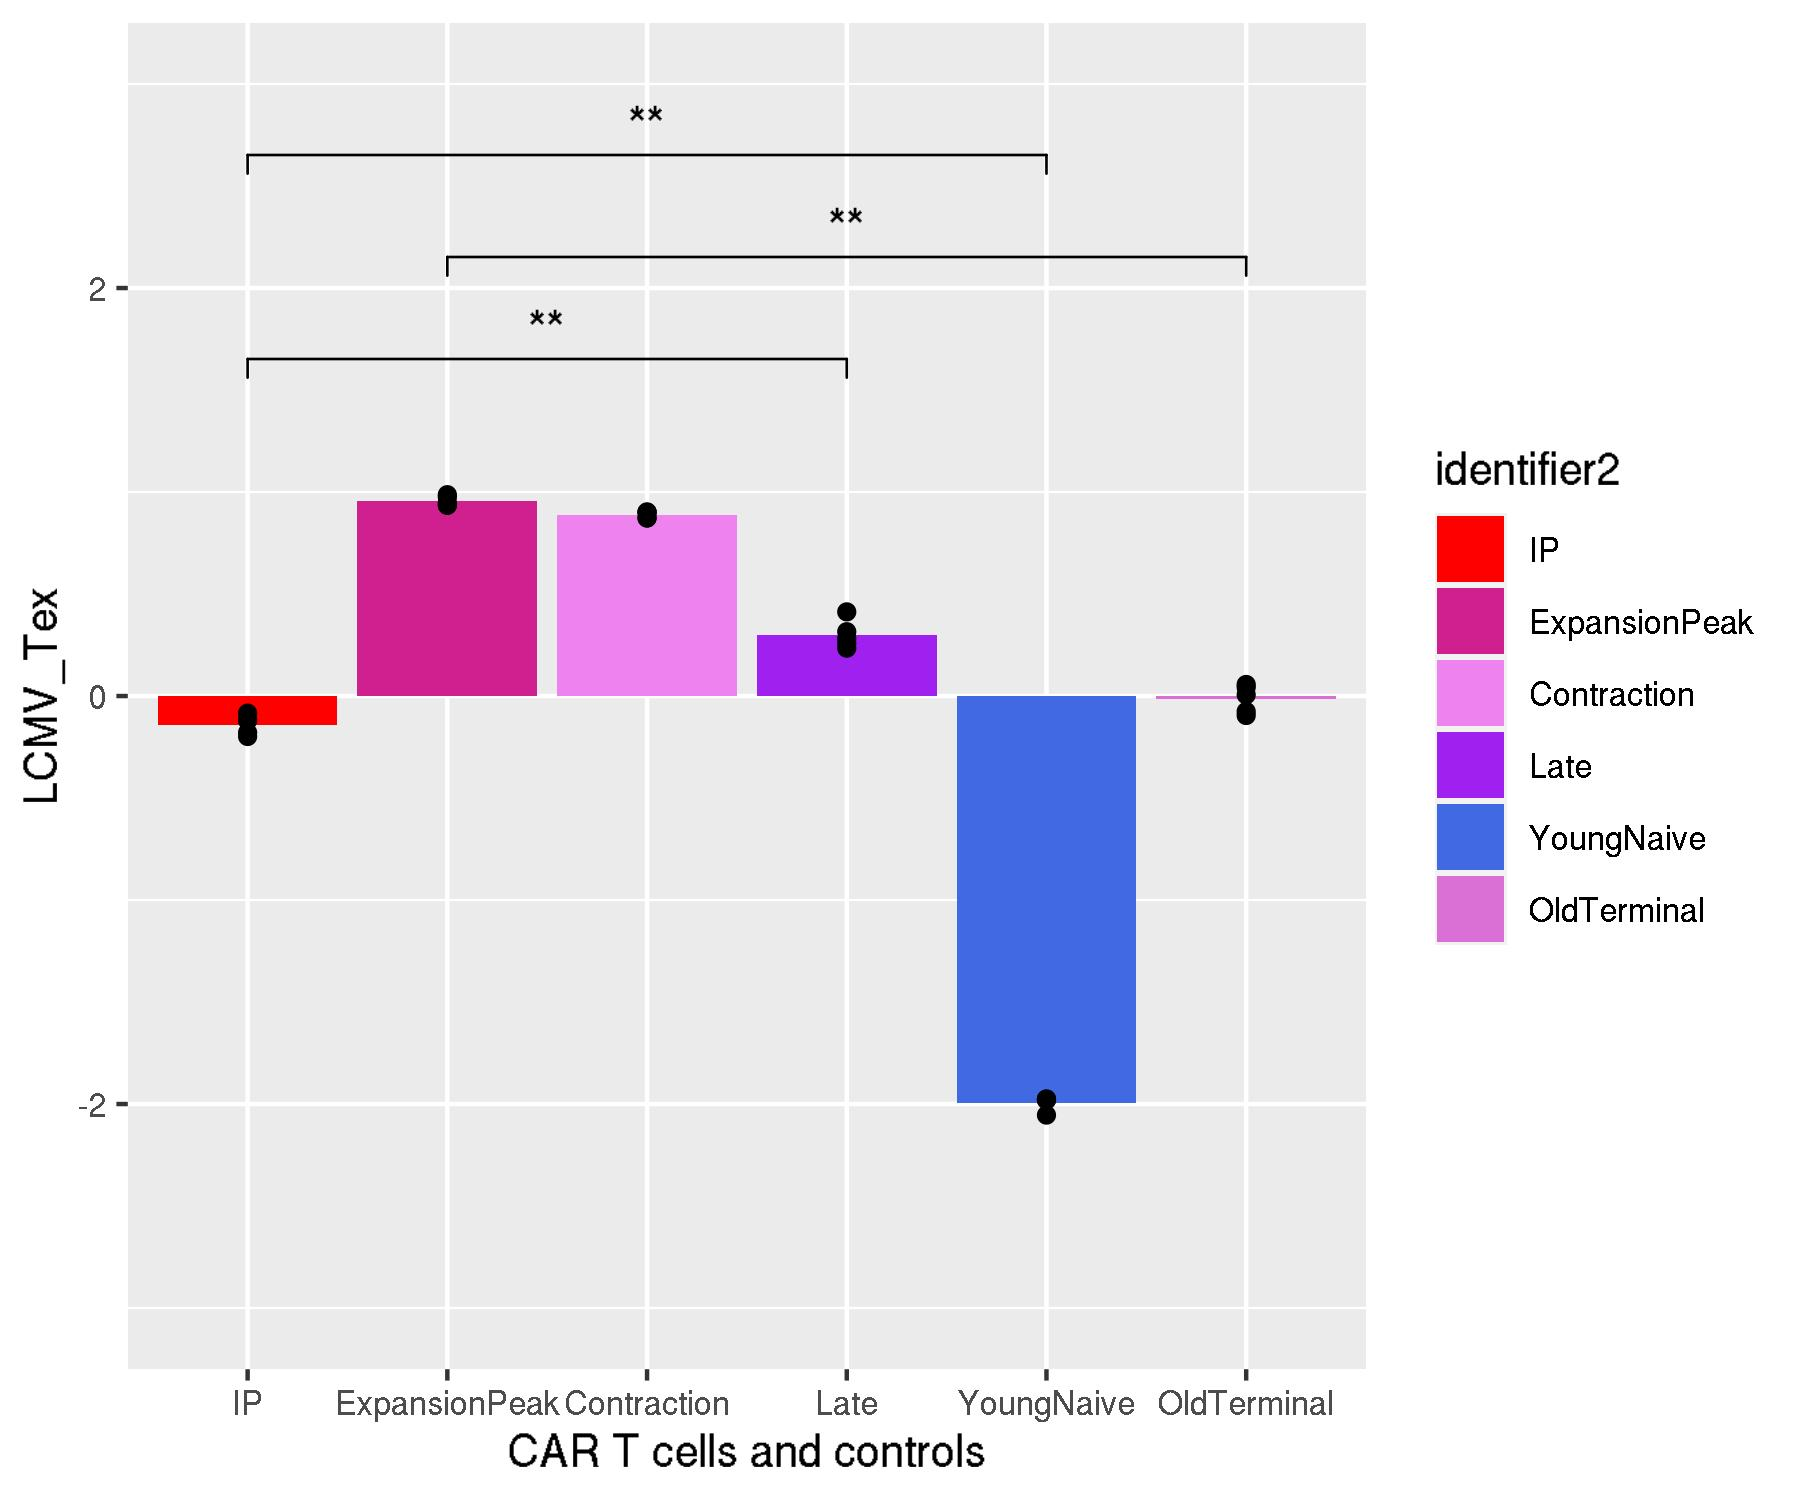 **
**
**
2
0
-2
LCMV_Tex
IP ExpansionPeak Contraction Late YoungNaive OldTerminal
CAR T cells and controls
identifier2
IP
ExpansionPeak
Contraction
Late
YoungNaive
OldTerminal